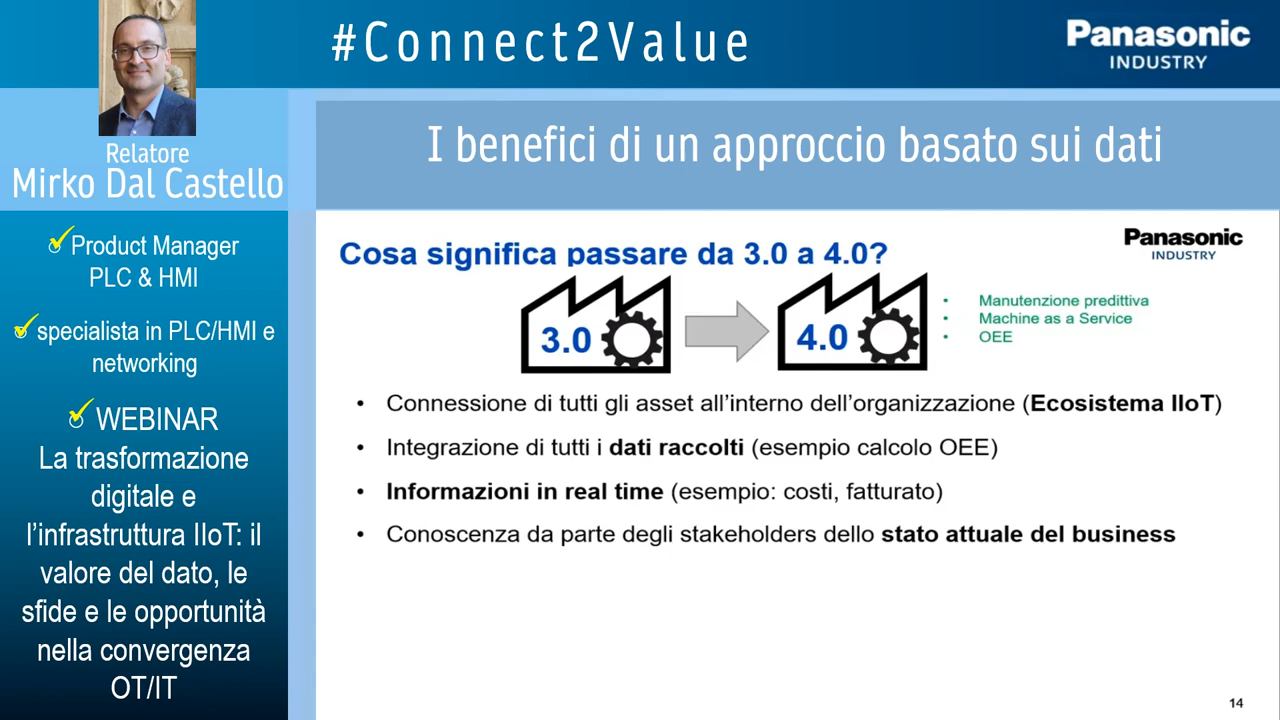 #Connect2Value
Panasonic
INDUSTRY
Relatore
Mirko Dal Castello
Product Manager
PLC & HMI
specialista in PLC/HMI e
networking
WEBINAR
La trasformazione
digitale e
l'infrastruttura IIoT: il
valore del dato, le
sfide e le opportunità
nella convergenza
OT/IT
I benefici di un approccio basato sui dati
Cosa significa passare da 3.0 a 4.0?
Panasonic
INDUSTRY
3.0
4.0
• Manutenzione predittiva
• Machine as a Service
• OEE
• Connessione di tutti gli asset all'interno dell'organizzazione (Ecosistema IIoT)
• Integrazione di tutti i dati raccolti (esempio calcolo OEE)
• Informazioni in real time (esempio: costi, fatturato)
• Conoscenza da parte degli stakeholders dello stato attuale del business
14